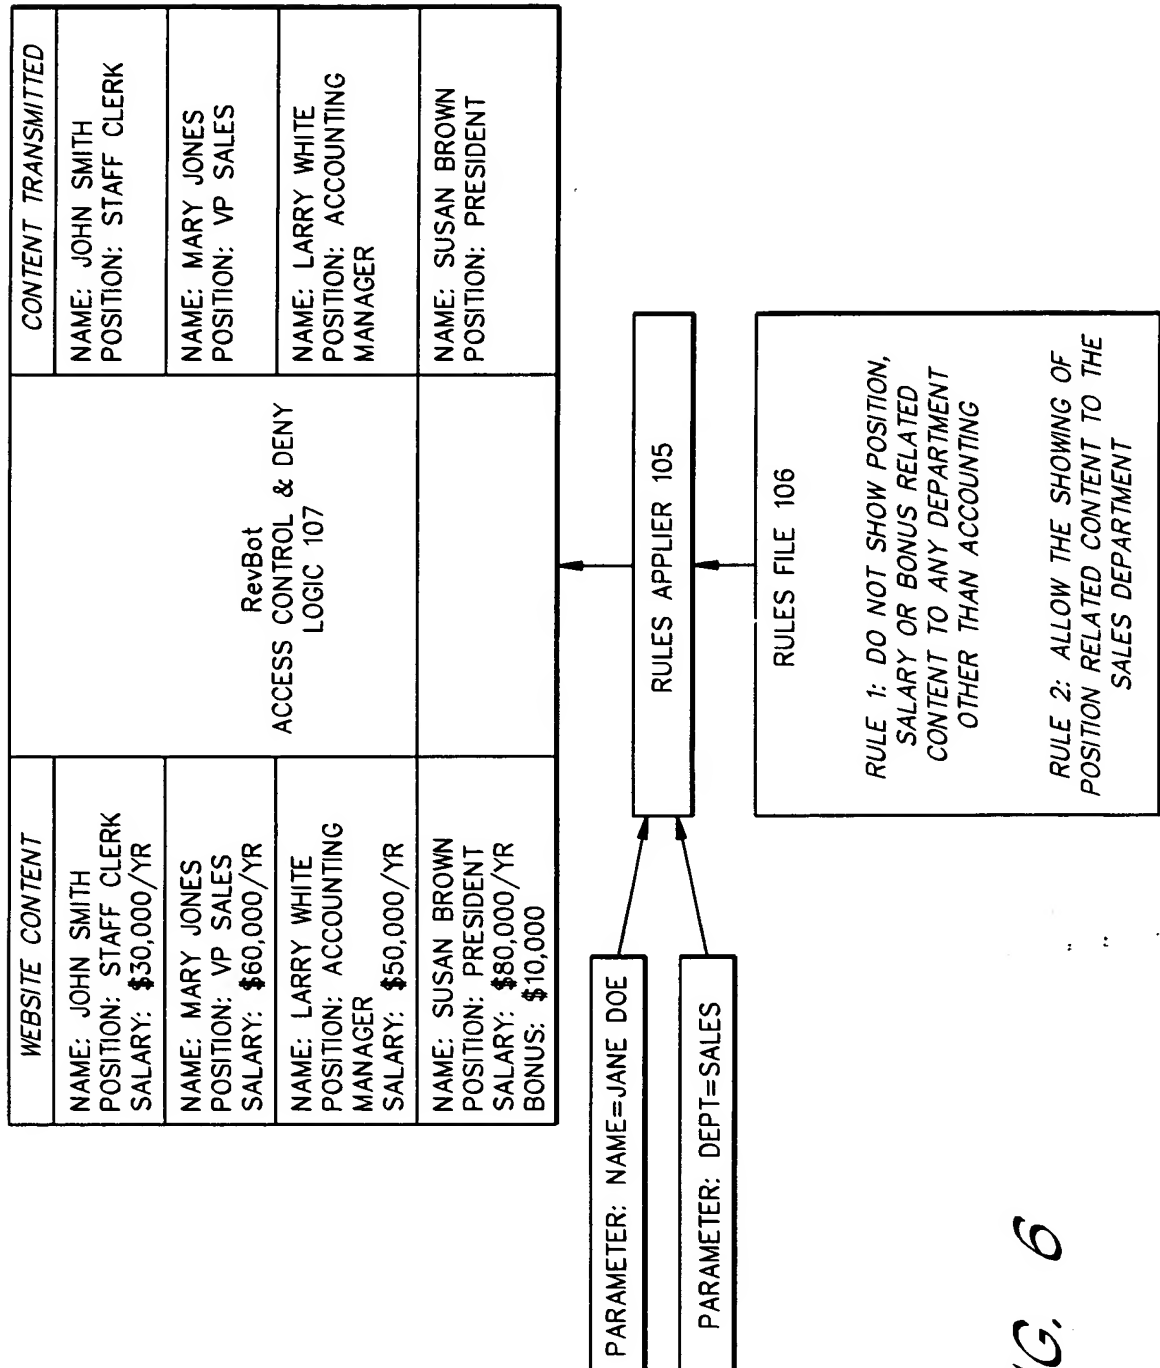 WEBSITE CONTENT
NAME: JOHN SMITH
POSITION: STAFF CLERK
SALARY: $30,000/YR
NAME: MARY JONES
POSITION: VP SALES
SALARY: $60,000/YR
NAME: LARRY WHITE
POSITION: ACCOUNTING
MANAGER
SALARY: $50,000/YR
NAME: SUSAN BROWN
POSITION: PRESIDENT
SALARY: $80,000/YR
BONUS: $10,000
RevBot
ACCESS CONTROL & DENY
LOGIC 107
CONTENT TRANSMITTED
NAME: JOHN SMITH
POSITION: STAFF CLERK
NAME: MARY JONES
POSITION: VP SALES
NAME: LARRY WHITE
POSITION: ACCOUNTING
MANAGER
NAME: SUSAN BROWN
POSITION: PRESIDENT
PARAMETER: NAME=JANE DOE
PARAMETER: DEPT=SALES
RULES APPLIER 105
RULES FILE 106
RULE 1: DO NOT SHOW POSITION,
SALARY OR BONUS RELATED
CONTENT TO ANY DEPARTMENT
OTHER THAN ACCOUNTING
RULE 2: ALLOW THE SHOWING OF
POSITION RELATED CONTENT TO THE
SALES DEPARTMENT
G. 6